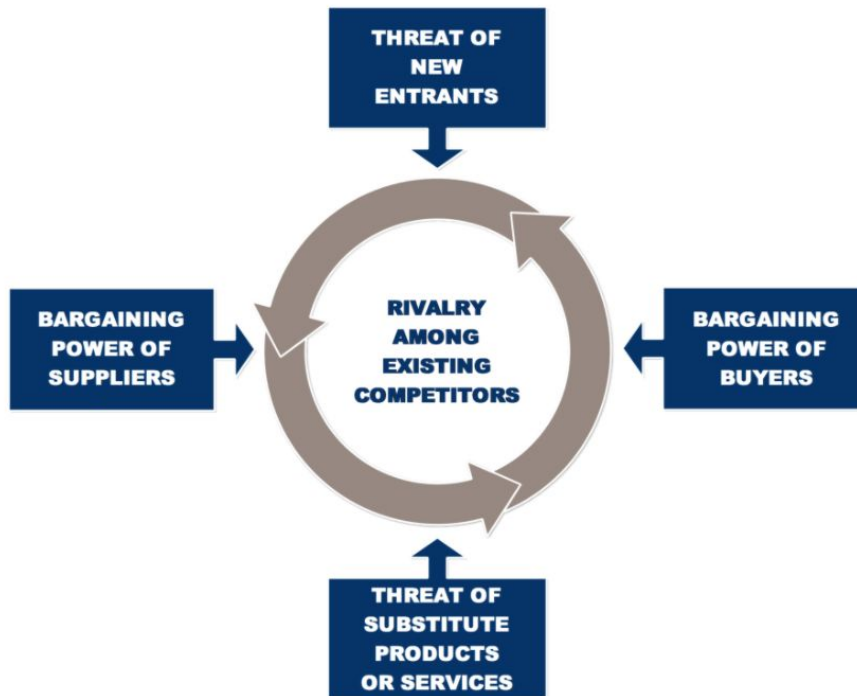 THREAT OF
NEW
ENTRANTS
BARGAINING
POWER OF
SUPPLIERS
RIVALRY
AMONG
EXISTING
COMPETITORS
BARGAINING
POWER OF
BUYERS
THREAT OF
SUBSTITUTE
PRODUCTS
OR SERVICES